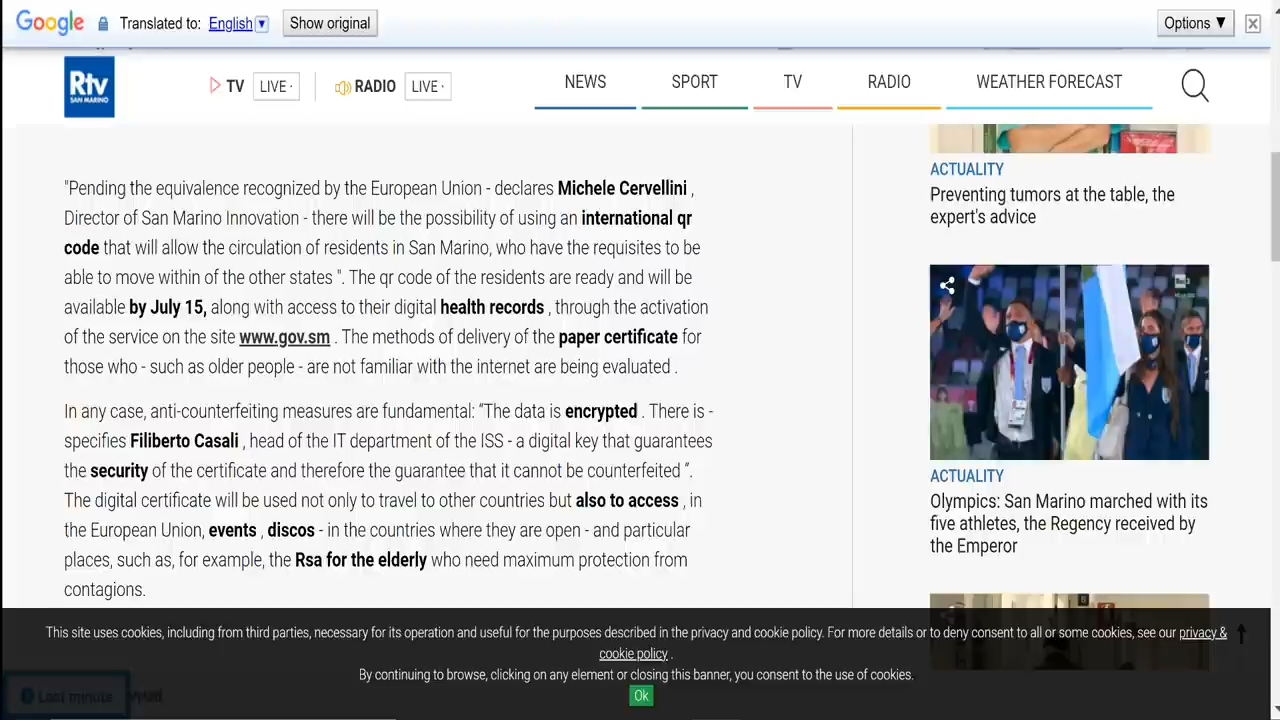 Google Translated to: English ▼ Show original Options ▼
Rtv
SAN MARINO
TV LIVE · RADIO LIVE ·
NEWS SPORT TV RADIO WEATHER FORECAST
"Pending the equivalence recognized by the European Union - declares Michele Cervellini ,
Director of San Marino Innovation - there will be the possibility of using an international qr
code that will allow the circulation of residents in San Marino, who have the requisites to be
able to move within of the other states ". The qr code of the residents are ready and will be
available by July 15, along with access to their digital health records , through the activation
of the service on the site www.gov.sm . The methods of delivery of the paper certificate for
those who - such as older people - are not familiar with the internet are being evaluated .
In any case, anti-counterfeiting measures are fundamental: “The data is encrypted . There is -
specifies Filiberto Casali , head of the IT department of the ISS - a digital key that guarantees
the security of the certificate and therefore the guarantee that it cannot be counterfeited ”.
The digital certificate will be used not only to travel to other countries but also to access , in
the European Union, events , discos - in the countries where they are open - and particular
places, such as, for example, the Rsa for the elderly who need maximum protection from
contagions.
ACTUALITY
Preventing tumors at the table, the
expert's advice
ACTUALITY
Olympics: San Marino marched with its
five athletes, the Regency received by
the Emperor
This site uses cookies, including from third parties, necessary for its operation and useful for the purposes described in the privacy and cookie policy. For more details or to deny consent to all or some cookies, see our privacy &
cookie policy .
By continuing to browse, clicking on any element or closing this banner, you consent to the use of cookies.
Ok
Last minute